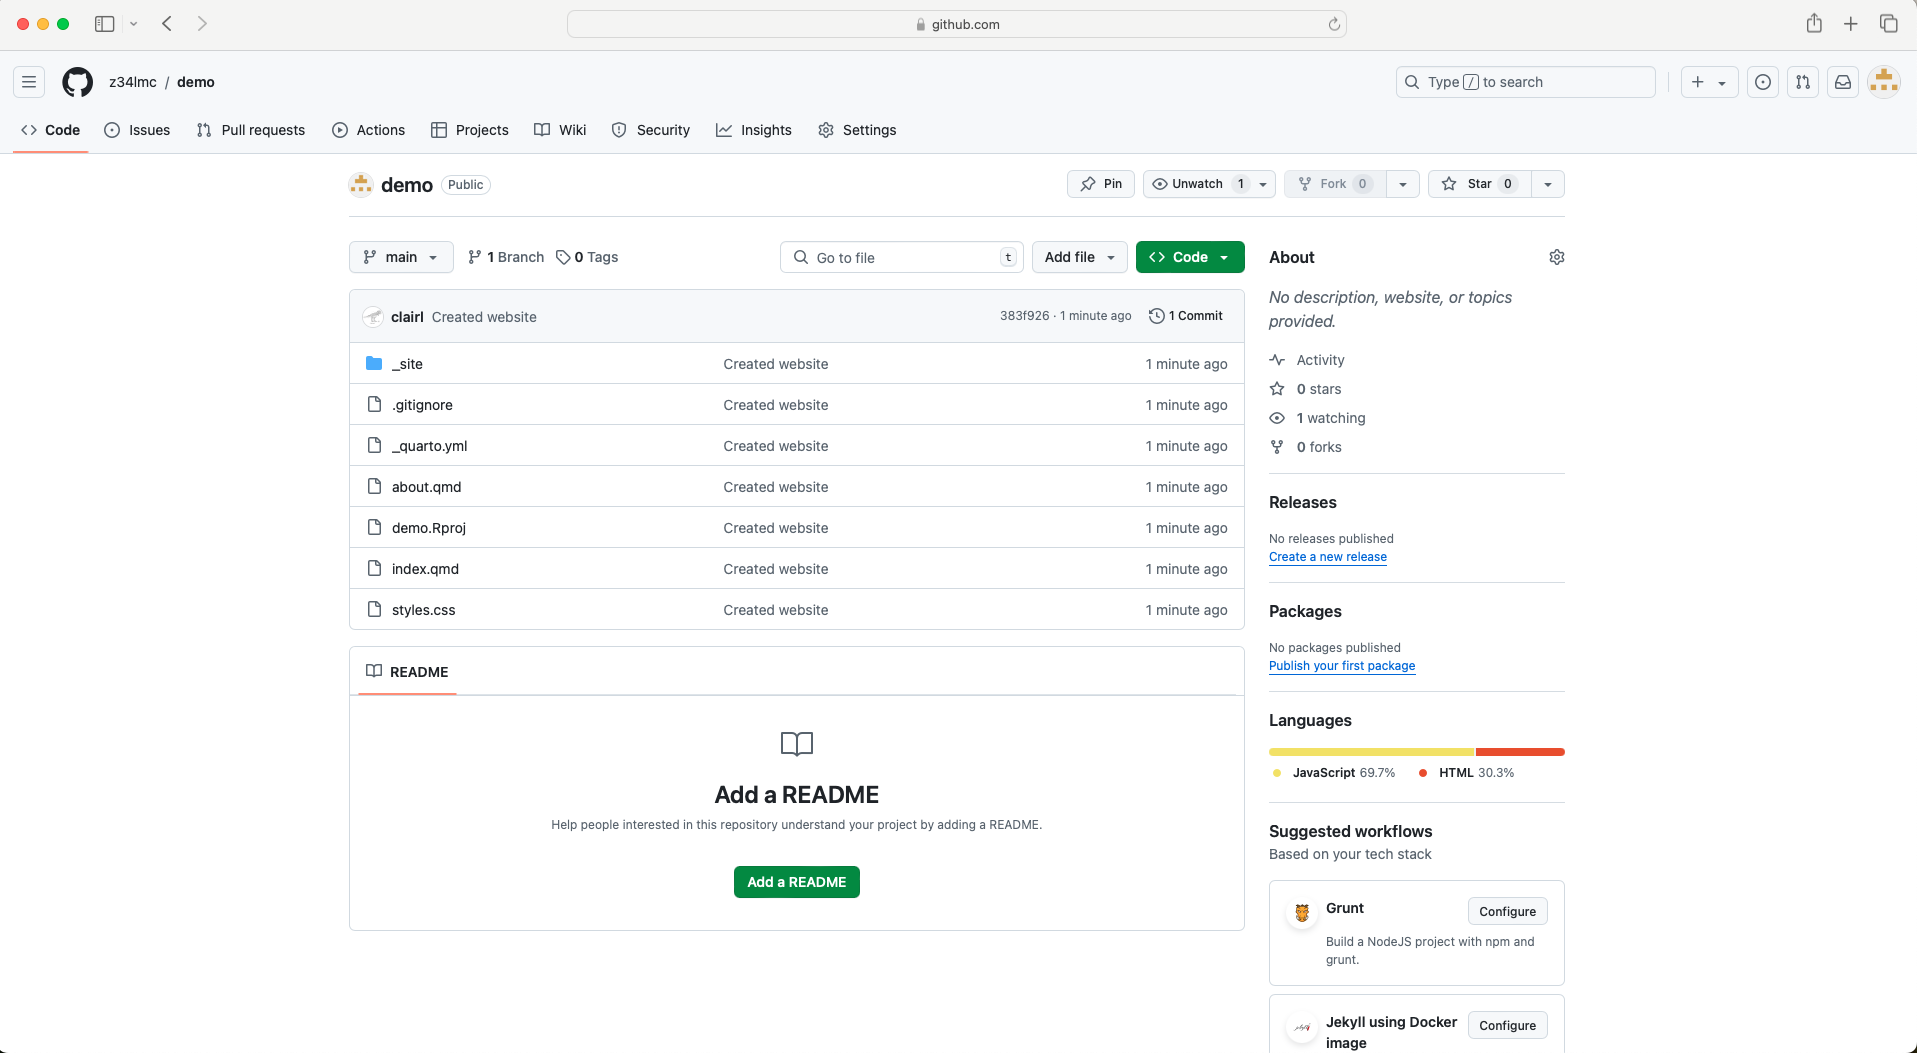 github.com
z34lmc / demo
Type / to search
Code Issues Pull requests Actions Projects Wiki Security Insights Settings
demo Public
Pin Unwatch 1 Fork 0 Star 0
main 1 Branch 0 Tags Go to file t Add file Code
clairl Created website 383f926 · 1 minute ago 1 Commit
_site Created website 1 minute ago
.gitignore Created website 1 minute ago
_quarto.yml Created website 1 minute ago
about.qmd Created website 1 minute ago
demo.Rproj Created website 1 minute ago
index.qmd Created website 1 minute ago
styles.css Created website 1 minute ago
README
Add a README
Help people interested in this repository understand your project by adding a README.
Add a README
About
No description, website, or topics
provided.
Activity
0 stars
1 watching
0 forks
Releases
No releases published
Create a new release
Packages
No packages published
Publish your first package
Languages
JavaScript 69.7% HTML 30.3%
Suggested workflows
Based on your tech stack
Grunt Configure
Build a NodeJS project with npm and
grunt.
Jekyll using Docker Configure
image